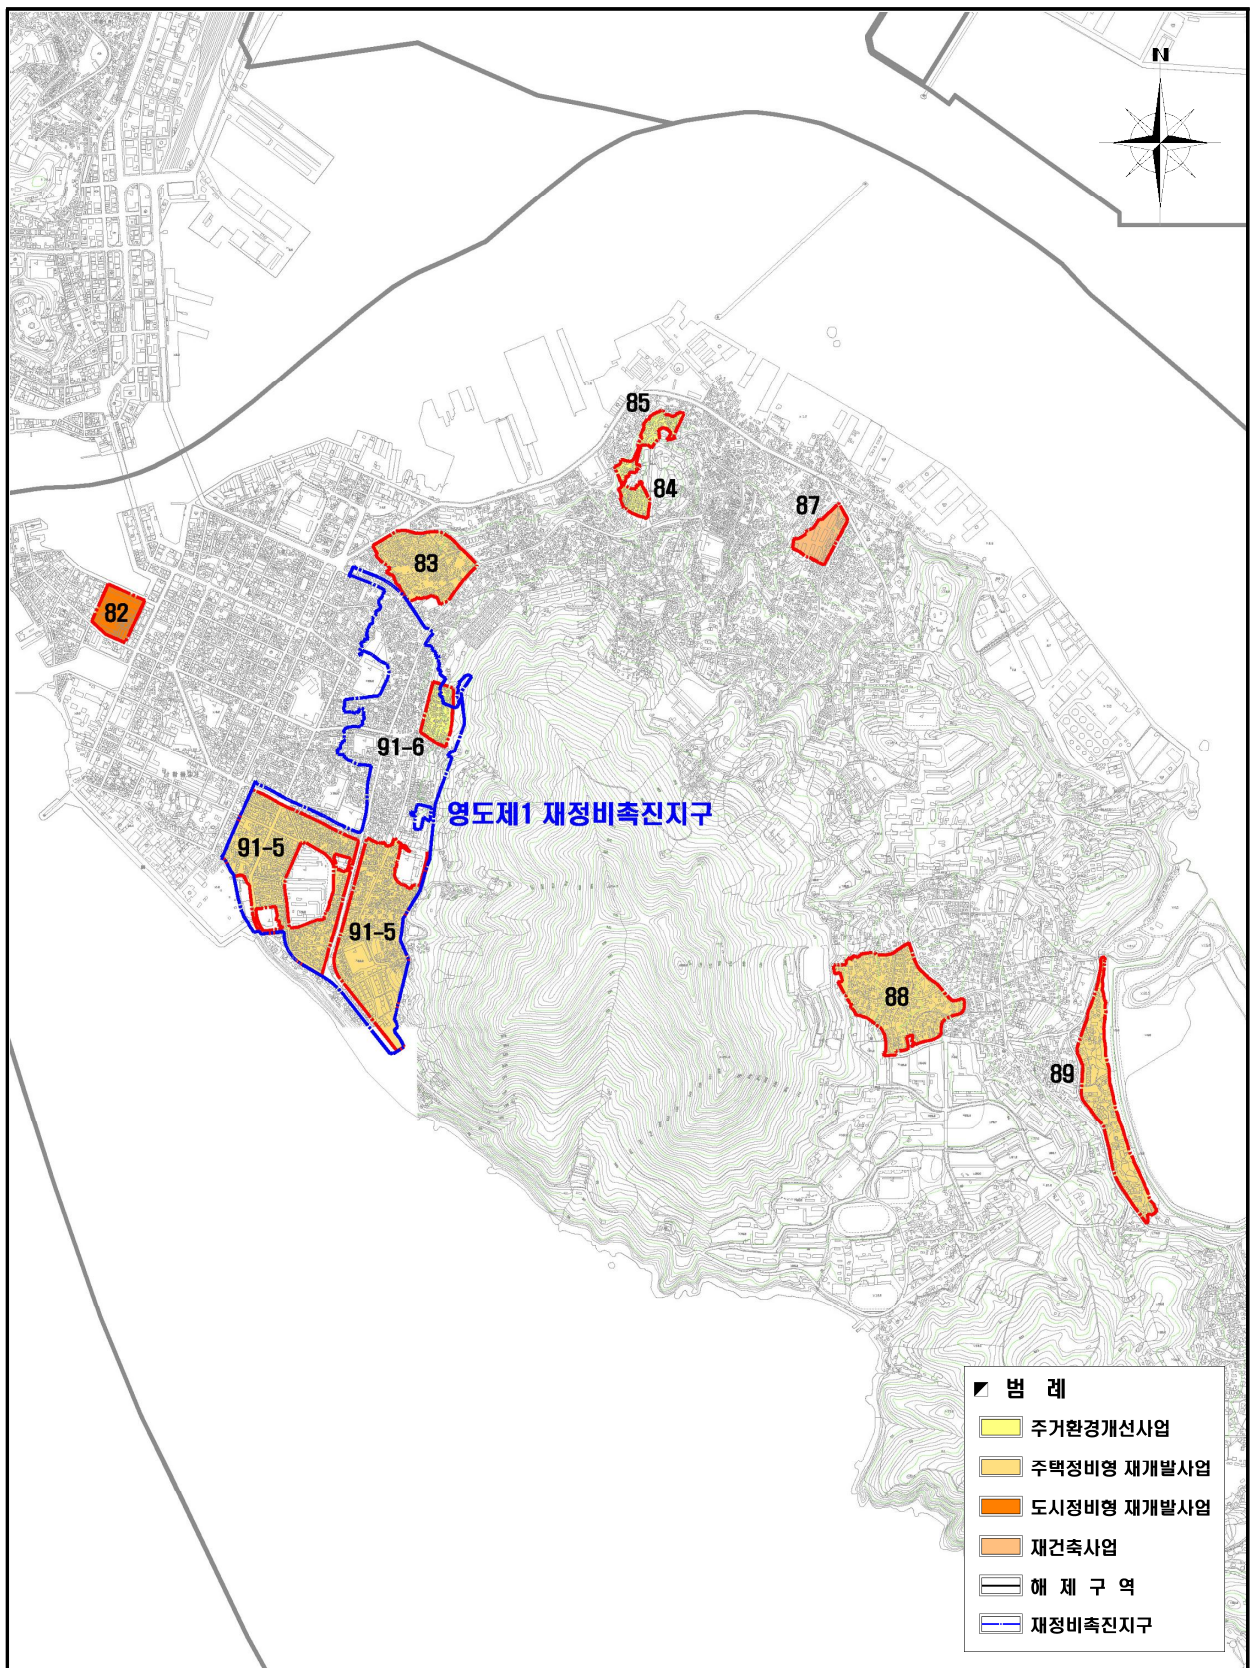 N
85
84
87
83
82
91-6
영도제1 재정비촉진지구
91-5
91-5
88
89
범 례
주거환경개선사업
주택정비형 재개발사업
도시정비형 재개발사업
재건축사업
해 제 구 역
재정비촉진지구